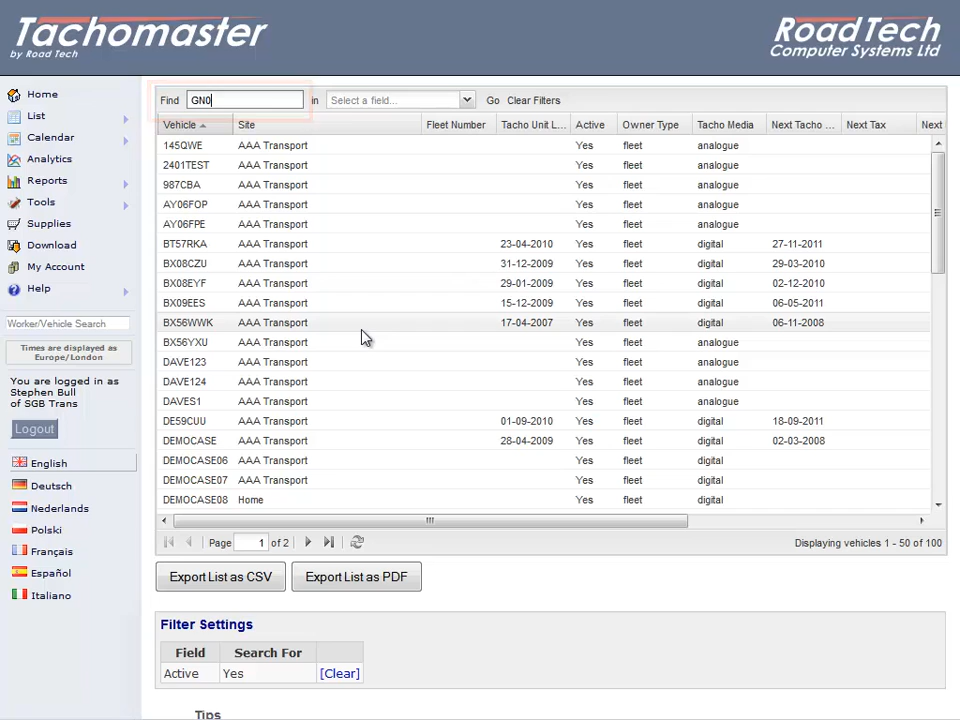 Tachomaster
by Road Tech
RoadTech
Computer Systems Ltd
Home
List
Calendar
Analytics
Reports
Tools
Supplies
Download
My Account
Help
Worker/Vehicle Search
Times are displayed as
Europe/London
You are logged in as
Stephen Bull
of SGB Trans
Logout
English
Deutsch
Nederlands
Polski
Français
Español
Italiano
Find GN0 in Select a field... Go Clear Filters
Vehicle Site Fleet Number Tacho Unit L... Active Owner Type Tacho Media Next Tacho ... Next Tax Next
145QWE AAA Transport Yes fleet analogue
2401TEST AAA Transport Yes fleet analogue
987CBA AAA Transport Yes fleet analogue
AY06FOP AAA Transport Yes fleet analogue
AY06FPE AAA Transport Yes fleet analogue
BT57RKA AAA Transport 23-04-2010 Yes fleet digital 27-11-2011
BX08CZU AAA Transport 31-12-2009 Yes fleet digital 29-03-2010
BX08EYF AAA Transport 29-01-2009 Yes fleet digital 02-12-2010
BX09EES AAA Transport 15-12-2009 Yes fleet digital 06-05-2011
BX56WWK AAA Transport 17-04-2007 Yes fleet digital 06-11-2008
BX56YXU AAA Transport Yes fleet analogue
DAVE123 AAA Transport Yes fleet analogue
DAVE124 AAA Transport Yes fleet analogue
DAVES1 AAA Transport Yes fleet analogue
DE59CUU AAA Transport 01-09-2010 Yes fleet digital 18-09-2011
DEMOCASE AAA Transport 28-04-2009 Yes fleet digital 02-03-2008
DEMOCASE06 AAA Transport Yes fleet digital
DEMOCASE07 AAA Transport Yes fleet digital
DEMOCASE08 Home Yes fleet digital
Page 1 of 2 Displaying vehicles 1 - 50 of 100
Export List as CSV Export List as PDF
Filter Settings
Field Search For
Active Yes [Clear]
Tips